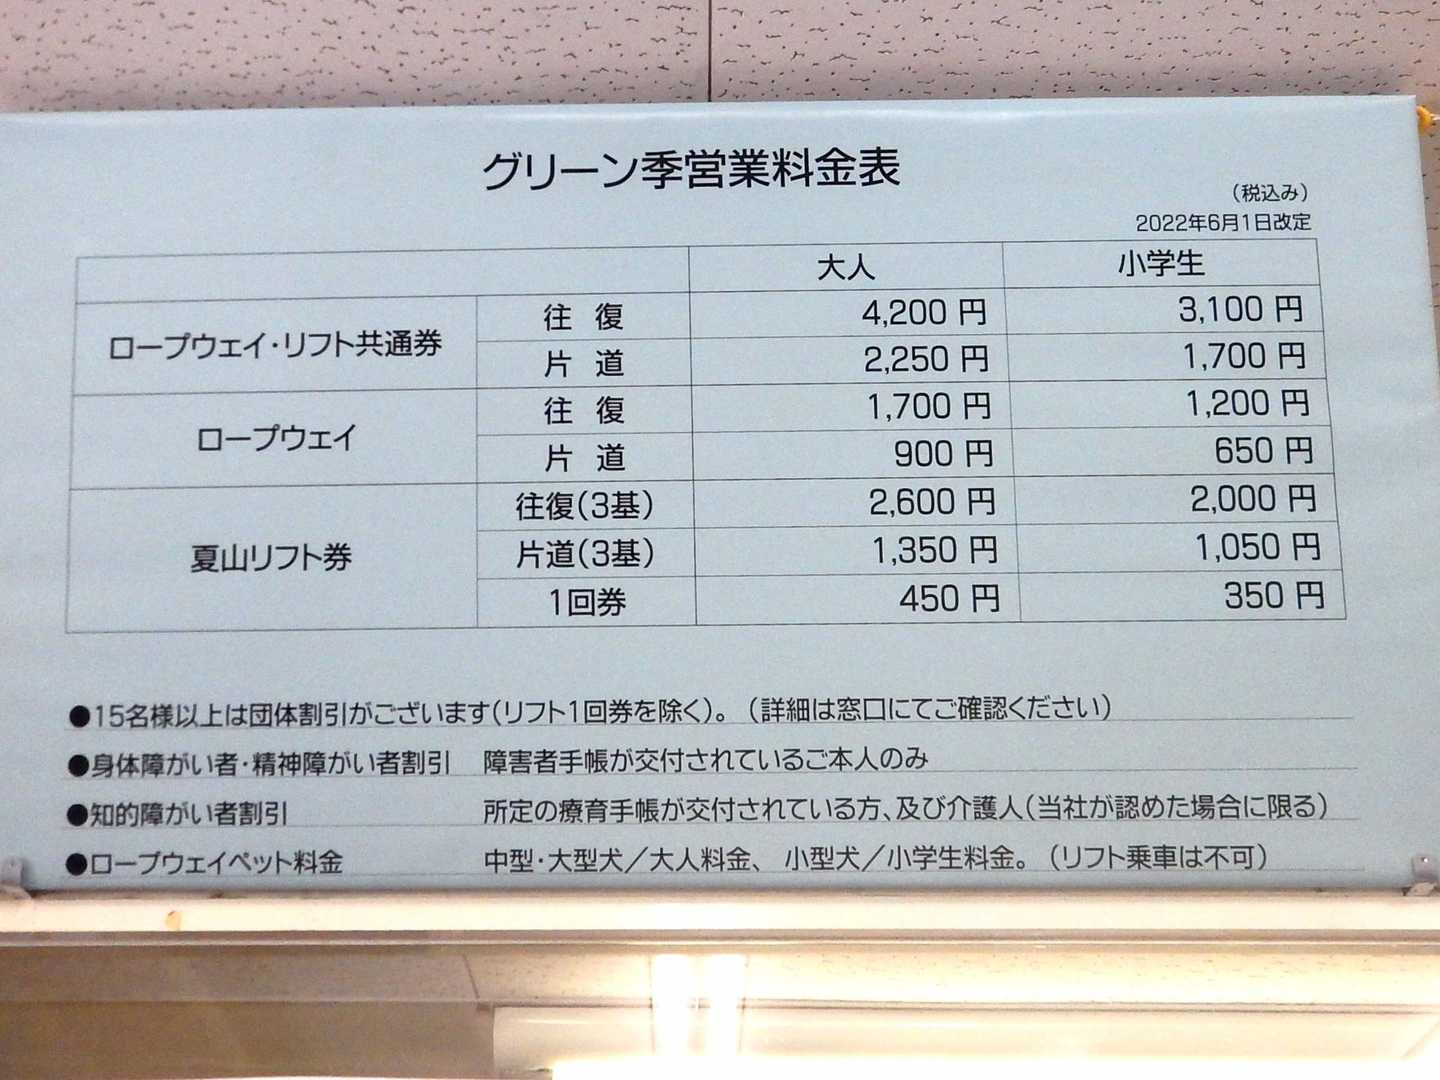 グリーン季営業料金表
（税込み）
2022年6月1日改定
大人 小学生
ロープウェイ・リフト共通券 往復 4,200円 3,100円
片道 2,250円 1,700円
ロープウェイ 往復 1,700円 1,200円
片道 900円 650円
夏山リフト券 往復（3基） 2,600円 2,000円
片道（3基） 1,350円 1,050円
1回券 450円 350円
●15名様以上は団体割引がございます（リフト1回券を除く）。（詳細は窓口にてご確認ください）
●身体障がい者・精神障がい者割引 障害者手帳が交付されているご本人のみ
●知的障がい者割引 所定の療育手帳が交付されている方、及び介護人（当社が認めた場合に限る）
●ロープウェイペット料金 中型・大型犬／大人料金、小型犬／小学生料金。（リフト乗車は不可）